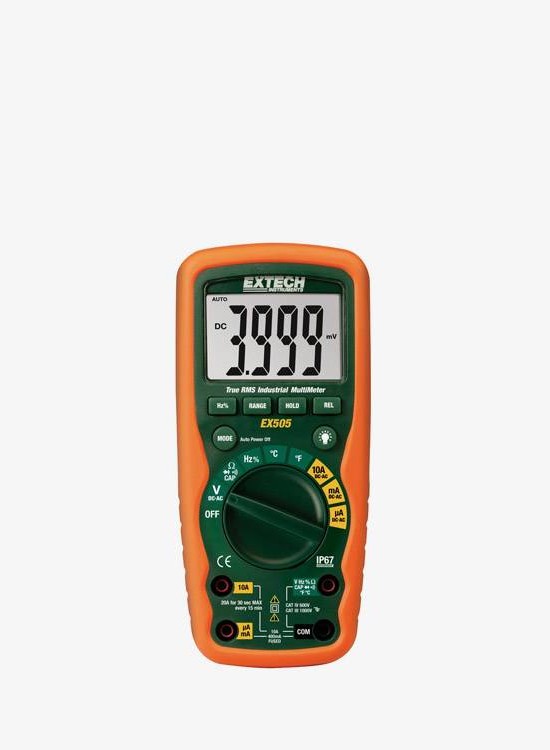 EXTECH
INSTRUMENTS
AUTO
DC 3.999 mV
True RMS Industrial MultiMeter
Hz% RANGE HOLD REL
EX505
MODE Auto Power Off
Ω
CAP
Hz% °C °F
10A
DC·AC
V
DC·AC
mA
DC·AC
OFF
µA
DC·AC
CE IP67
10A
V Hz % Ω
CAP
°F °C
20A for 30 sec MAX
every 15 min
CAT IV 600V
CAT III 1000V
µA
mA
10A
400mA
FUSED
COM